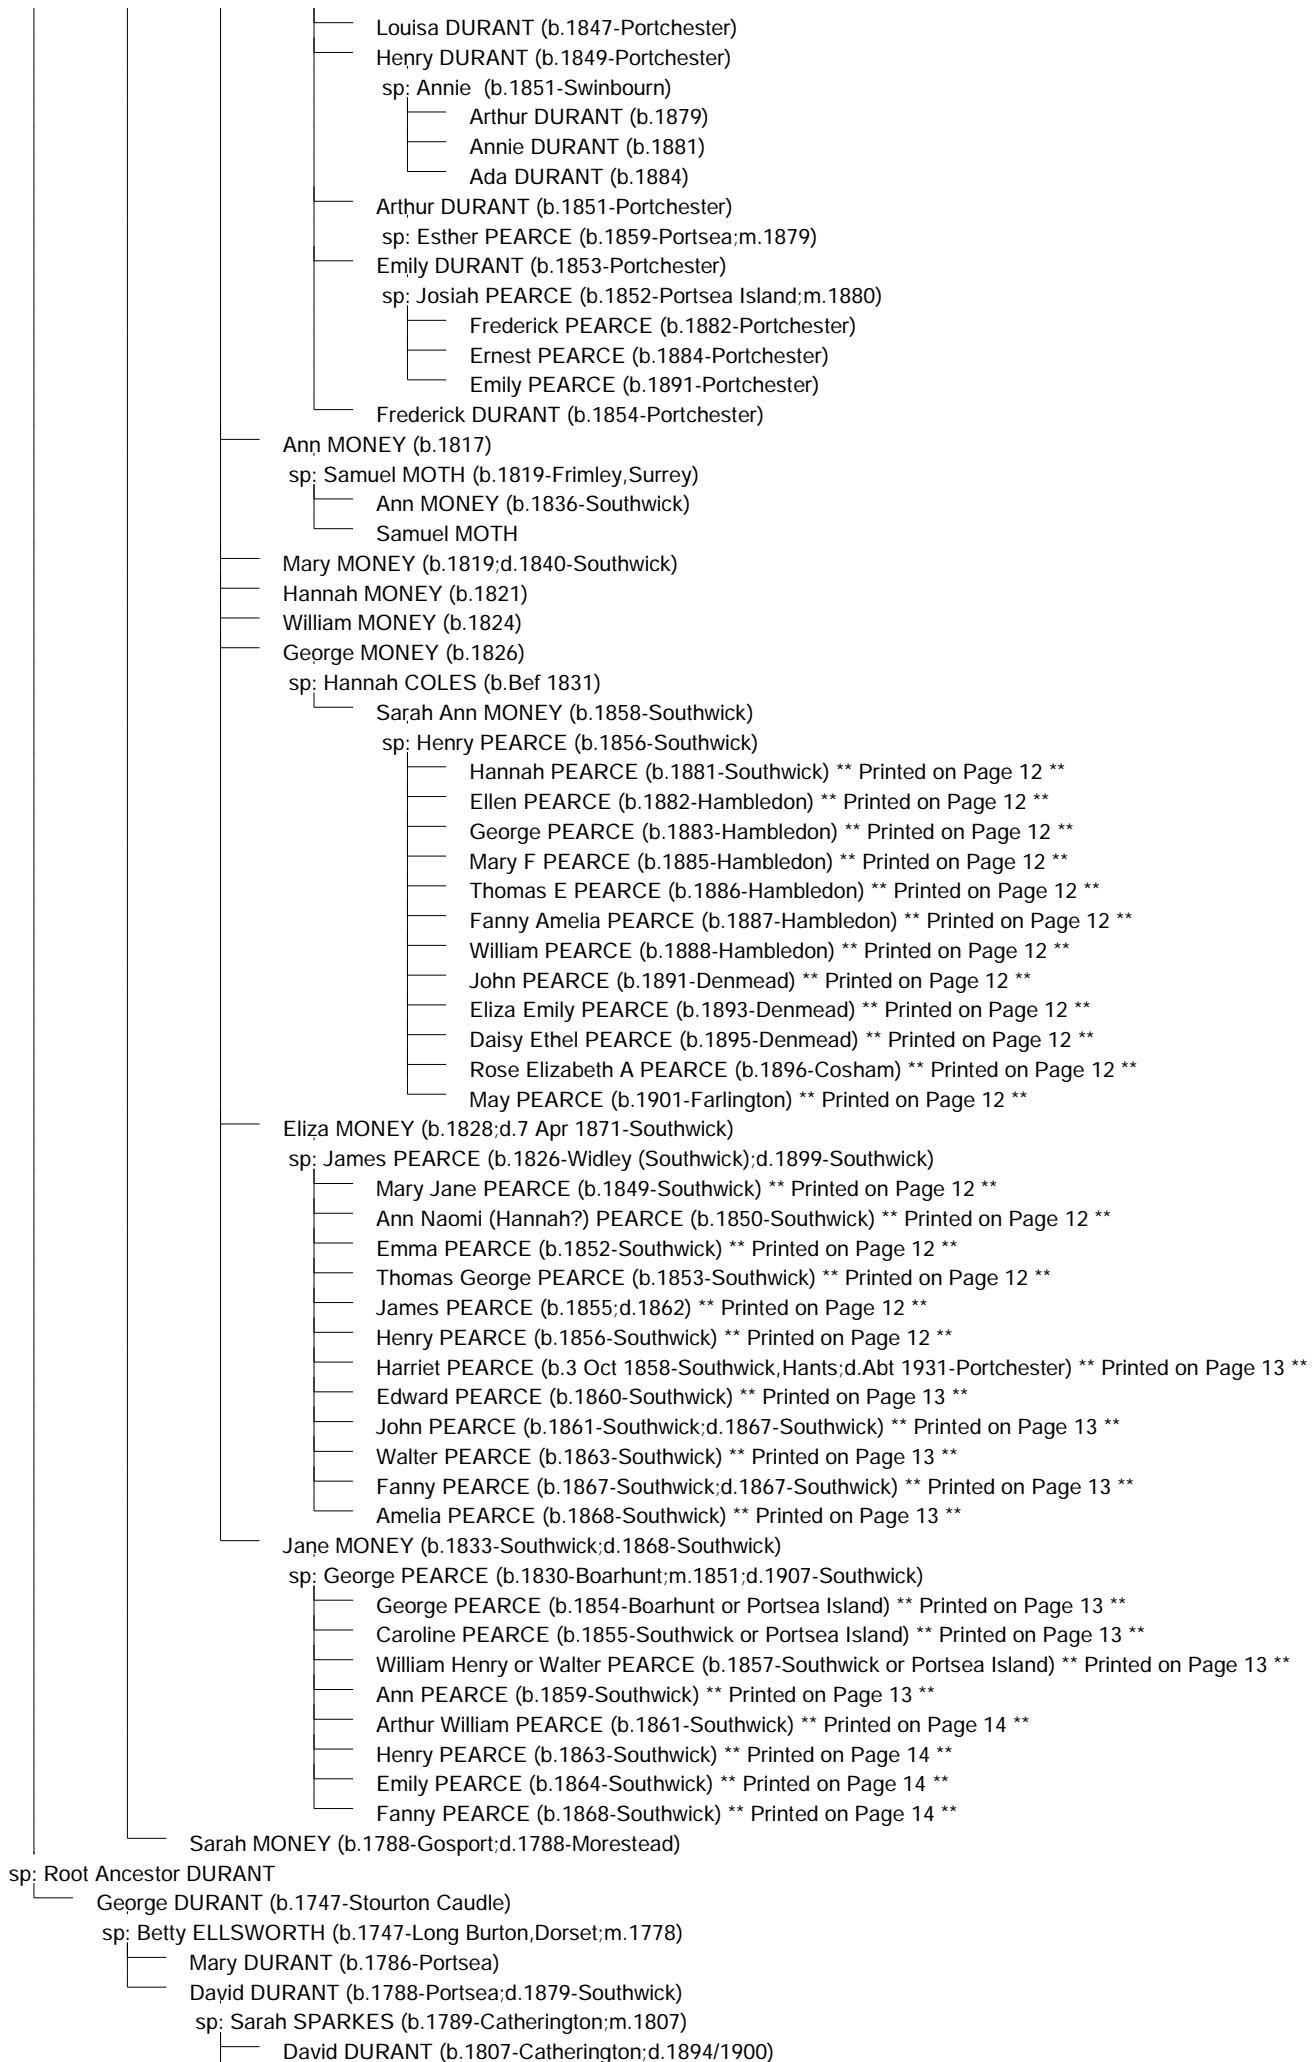 Louisa DURANT (b.1847-Portchester)
Henry DURANT (b.1849-Portchester)
sp: Annie (b.1851-Swinbourn)
Arthur DURANT (b.1879)
Annie DURANT (b.1881)
Ada DURANT (b.1884)
Arthur DURANT (b.1851-Portchester)
sp: Esther PEARCE (b.1859-Portsea;m.1879)
Emily DURANT (b.1853-Portchester)
sp: Josiah PEARCE (b.1852-Portsea Island;m.1880)
Frederick PEARCE (b.1882-Portchester)
Ernest PEARCE (b.1884-Portchester)
Emily PEARCE (b.1891-Portchester)
Frederick DURANT (b.1854-Portchester)
Ann MONEY (b.1817)
sp: Samuel MOTH (b.1819-Frimley,Surrey)
Ann MONEY (b.1836-Southwick)
Samuel MOTH
Mary MONEY (b.1819;d.1840-Southwick)
Hannah MONEY (b.1821)
William MONEY (b.1824)
George MONEY (b.1826)
sp: Hannah COLES (b.Bef 1831)
Sarah Ann MONEY (b.1858-Southwick)
sp: Henry PEARCE (b.1856-Southwick)
Hannah PEARCE (b.1881-Southwick) ** Printed on Page 12 **
Ellen PEARCE (b.1882-Hambledon) ** Printed on Page 12 **
George PEARCE (b.1883-Hambledon) ** Printed on Page 12 **
Mary F PEARCE (b.1885-Hambledon) ** Printed on Page 12 **
Thomas E PEARCE (b.1886-Hambledon) ** Printed on Page 12 **
Fanny Amelia PEARCE (b.1887-Hambledon) ** Printed on Page 12 **
William PEARCE (b.1888-Hambledon) ** Printed on Page 12 **
John PEARCE (b.1891-Denmead) ** Printed on Page 12 **
Eliza Emily PEARCE (b.1893-Denmead) ** Printed on Page 12 **
Daisy Ethel PEARCE (b.1895-Denmead) ** Printed on Page 12 **
Rose Elizabeth A PEARCE (b.1896-Cosham) ** Printed on Page 12 **
May PEARCE (b.1901-Farlington) ** Printed on Page 12 **
Eliza MONEY (b.1828;d.7 Apr 1871-Southwick)
sp: James PEARCE (b.1826-Widley (Southwick);d.1899-Southwick)
Mary Jane PEARCE (b.1849-Southwick) ** Printed on Page 12 **
Ann Naomi (Hannah?) PEARCE (b.1850-Southwick) ** Printed on Page 12 **
Emma PEARCE (b.1852-Southwick) ** Printed on Page 12 **
Thomas George PEARCE (b.1853-Southwick) ** Printed on Page 12 **
James PEARCE (b.1855;d.1862) ** Printed on Page 12 **
Henry PEARCE (b.1856-Southwick) ** Printed on Page 12 **
Harriet PEARCE (b.3 Oct 1858-Southwick,Hants;d.Abt 1931-Portchester) ** Printed on Page 13 **
Edward PEARCE (b.1860-Southwick) ** Printed on Page 13 **
John PEARCE (b.1861-Southwick;d.1867-Southwick) ** Printed on Page 13 **
Walter PEARCE (b.1863-Southwick) ** Printed on Page 13 **
Fanny PEARCE (b.1867-Southwick;d.1867-Southwick) ** Printed on Page 13 **
Amelia PEARCE (b.1868-Southwick) ** Printed on Page 13 **
Jane MONEY (b.1833-Southwick;d.1868-Southwick)
sp: George PEARCE (b.1830-Boarhunt;m.1851;d.1907-Southwick)
George PEARCE (b.1854-Boarhunt or Portsea Island) ** Printed on Page 13 **
Caroline PEARCE (b.1855-Southwick or Portsea Island) ** Printed on Page 13 **
William Henry or Walter PEARCE (b.1857-Southwick or Portsea Island) ** Printed on Page 13 **
Ann PEARCE (b.1859-Southwick) ** Printed on Page 13 **
Arthur William PEARCE (b.1861-Southwick) ** Printed on Page 14 **
Henry PEARCE (b.1863-Southwick) ** Printed on Page 14 **
Emily PEARCE (b.1864-Southwick) ** Printed on Page 14 **
Fanny PEARCE (b.1868-Southwick) ** Printed on Page 14 **
Sarah MONEY (b.1788-Gosport;d.1788-Morestead)
sp: Root Ancestor DURANT
George DURANT (b.1747-Stourton Caudle)
sp: Betty ELLSWORTH (b.1747-Long Burton,Dorset;m.1778)
Mary DURANT (b.1786-Portsea)
David DURANT (b.1788-Portsea;d.1879-Southwick)
sp: Sarah SPARKES (b.1789-Catherington;m.1807)
David DURANT (b.1807-Catherington;d.1894/1900)